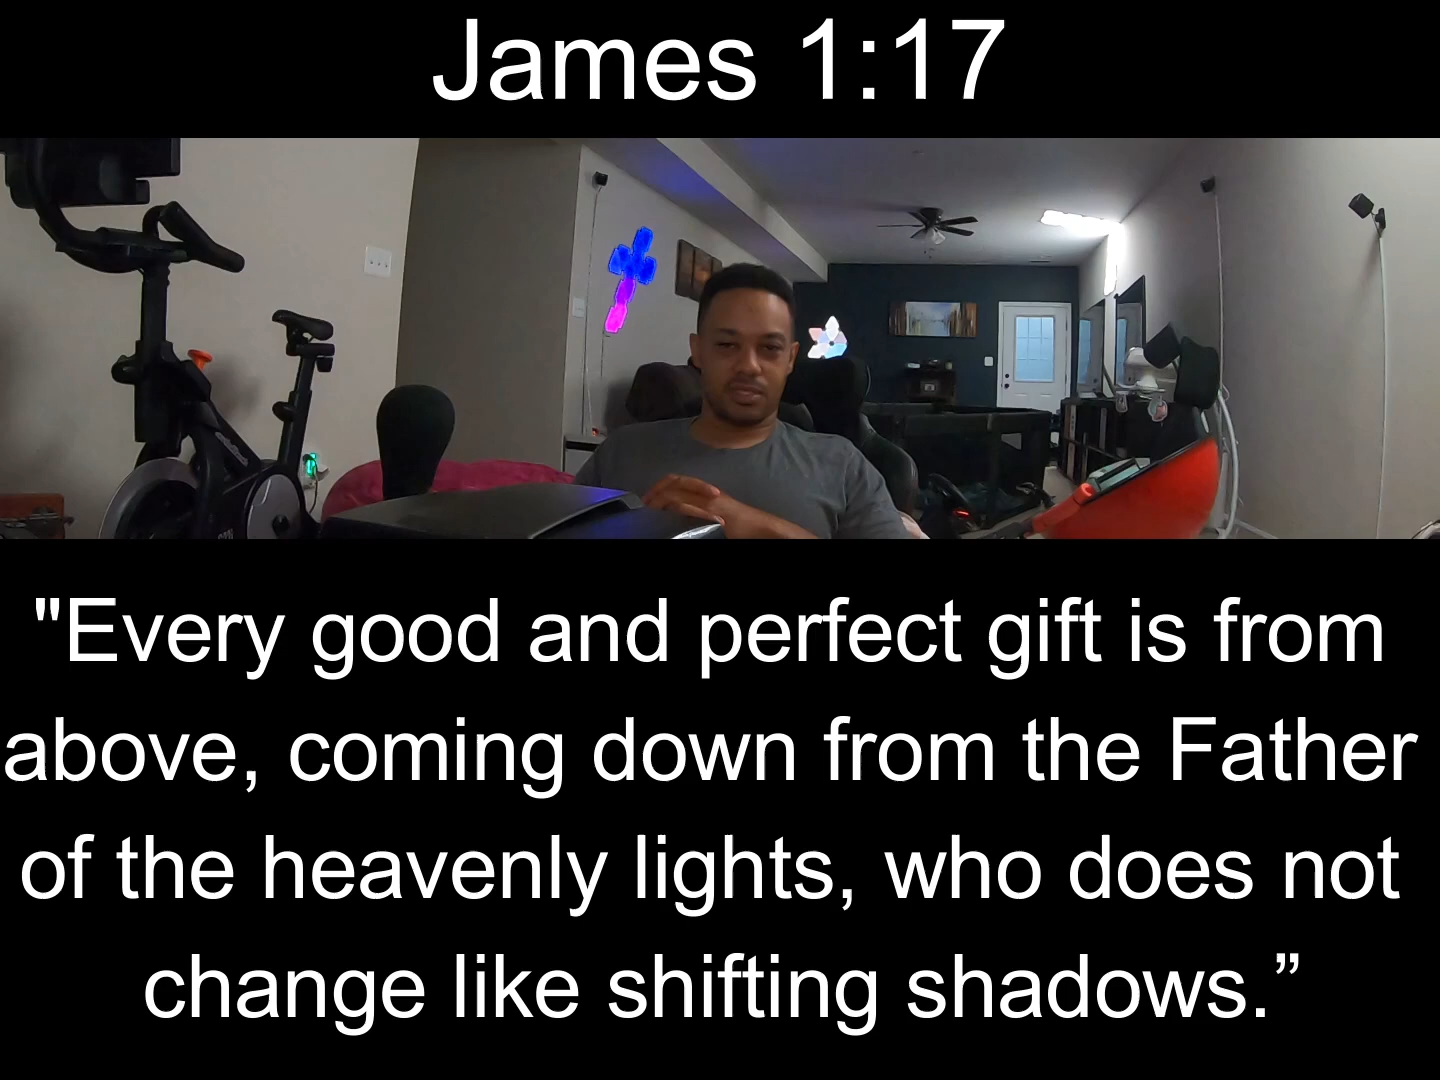 James 1:17
"Every good and perfect gift is from
above, coming down from the Father
of the heavenly lights, who does not
change like shifting shadows.”